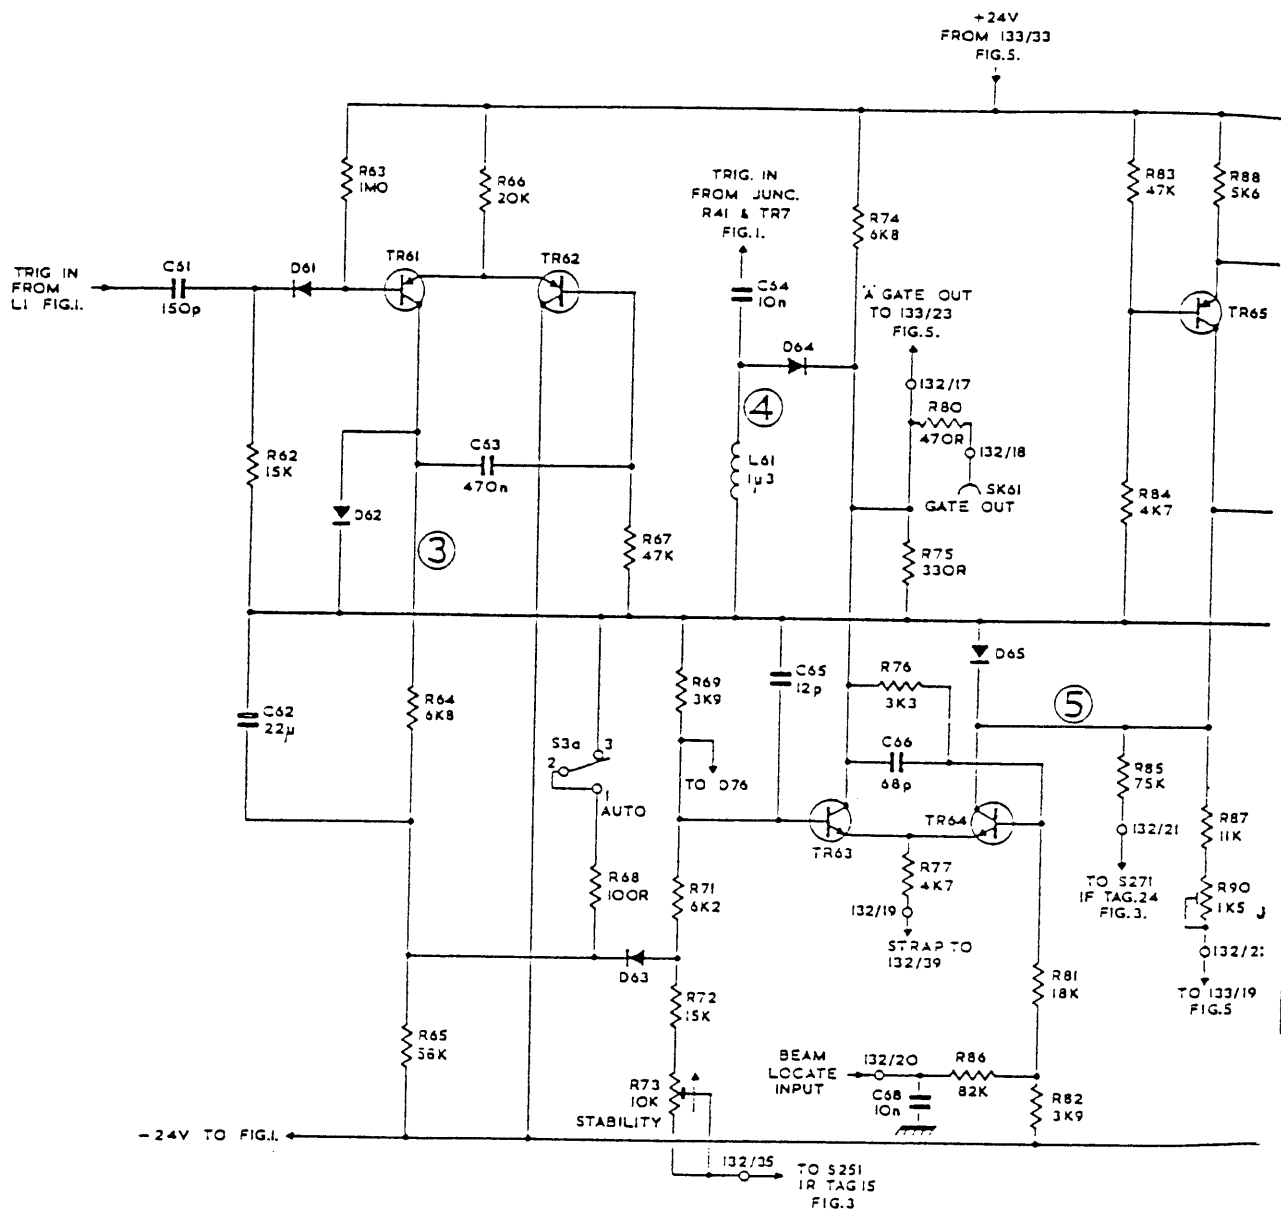 +24V
FROM 133/33
FIG.5.
R63
1M0
R66
20K
TRIG. IN
FROM JUNC.
R41 & TR7
FIG.1.
R74
6K8
R83
47K
R88
5K6
TRIG IN
FROM
L1 FIG.1.
C61
150p
D61
TR61
TR62
C64
10n
'A' GATE OUT
TO 133/23
FIG.5.
TR65
D64
132/17
R80
470R
4
R62
15K
C63
470n
132/18
L61
1µ3
SK61
GATE OUT
R84
4K7
D62
3
R67
47K
R75
330R
D65
R69
3K9
C65
12p
R76
3K3
R64
6K8
5
C62
22µ
S3a
3
2
1
AUTO
TO D76
C66
68p
R85
75K
TR63
TR64
132/21
R87
11K
R68
100R
R71
6K2
R77
4K7
TO S271
1F TAG.24
FIG.3.
R90
1K5
J
132/19
STRAP TO
132/39
D63
132/2
TO 133/19
FIG.5
R81
18K
R72
15K
R65
56K
BEAM
LOCATE
INPUT
132/20
R86
82K
R73
10K
STABILITY
C68
10n
R82
3K9
-24V TO FIG.1.
132/35
TO S251
1R TAG15
FIG.3